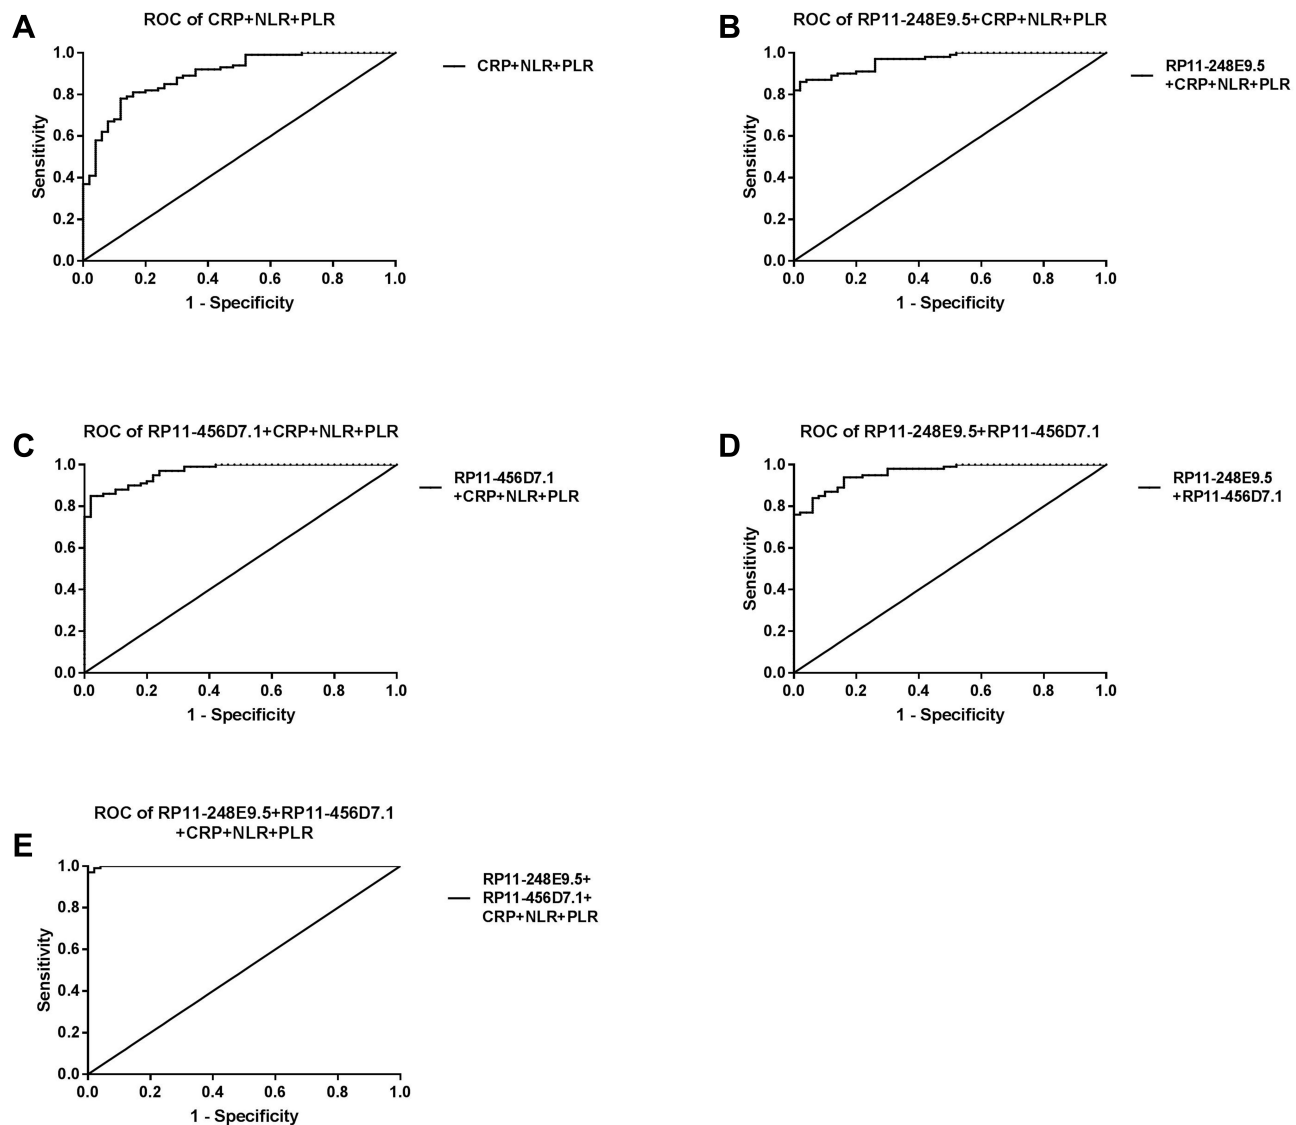 A
ROC of CRP+NLR+PLR
Sensitivity
1.0
0.8
0.6
0.4
0.2
0.0
0.0 0.2 0.4 0.6 0.8 1.0
1 - Specificity
CRP+NLR+PLR
B
ROC of RP11-248E9.5+CRP+NLR+PLR
Sensitivity
1.0
0.8
0.6
0.4
0.2
0.0
0.0 0.2 0.4 0.6 0.8 1.0
1 - Specificity
RP11-248E9.5
+CRP+NLR+PLR
C
ROC of RP11-456D7.1+CRP+NLR+PLR
1.0
0.8
0.6
0.4
0.2
0.0
0.0 0.2 0.4 0.6 0.8 1.0
1 - Specificity
RP11-456D7.1
+CRP+NLR+PLR
D
ROC of RP11-248E9.5+RP11-456D7.1
Sensitivity
1.0
0.8
0.6
0.4
0.2
0.0
0.0 0.2 0.4 0.6 0.8 1.0
1 - Specificity
RP11-248E9.5
+RP11-456D7.1
E
ROC of RP11-248E9.5+RP11-456D7.1
+CRP+NLR+PLR
Sensitivity
1.0
0.8
0.6
0.4
0.2
0.0
0.0 0.2 0.4 0.6 0.8 1.0
1 - Specificity
RP11-248E9.5+
RP11-456D7.1+
CRP+NLR+PLR